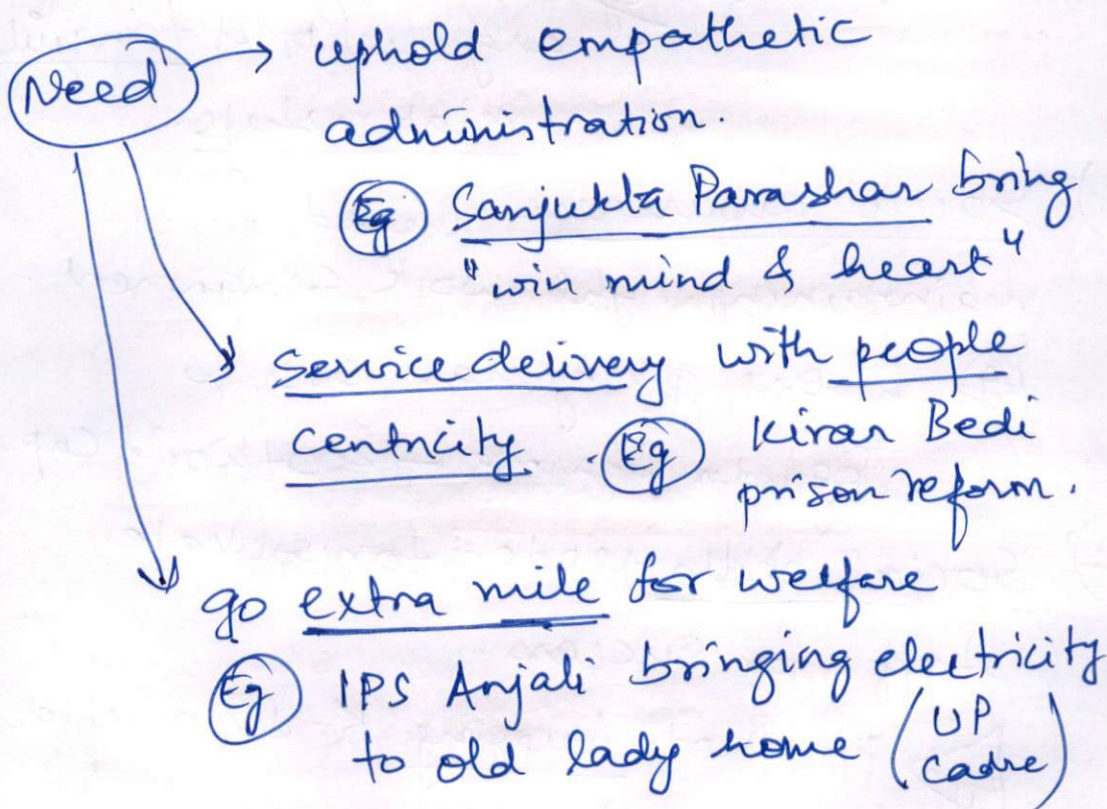 Need → uphold empathetic
administration.
Eg Sanjukta Parashar bring
"win mind & heart"
Service delivery with people
centricity. Eg Kiran Bedi
prison reform.
go extra mile for welfare
Eg IPS Anjali bringing electricity
to old lady home (UP
cadre)